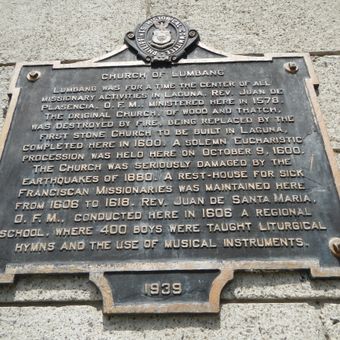 CHURCH OF LUMBANG
LUMBANG WAS FOR A TIME THE CENTER OF ALL
MISSIONARY ACTIVITIES IN LAGUNA. REV. JUAN DE
PLASENCIA, O.F.M., MINISTERED HERE IN 1578.
THE ORIGINAL CHURCH, OF WOOD AND THATCH,
WAS DESTROYED BY FIRE, BEING REPLACED BY THE
1ST STONE CHURCH TO BE BUILT IN LAGUNA,
COMPLETED HERE IN 1600. A SOLEMN EUCHARISTIC
PROCESSION WAS HELD HERE ON OCTOBER 9, 1600.
THE CHURCH WAS SERIOUSLY DAMAGED BY THE
EARTHQUAKES OF 1880. A REST-HOUSE FOR SICK
FRANCISCAN MISSIONARIES WAS MAINTAINED HERE
FROM 1606 TO 1618. REV. JUAN DE SANTA MARIA,
O.F.M., CONDUCTED HERE IN 1606 A REGIONAL
SCHOOL, WHERE 400 BOYS WERE TAUGHT LITURGICAL
HYMNS AND THE USE OF MUSICAL INSTRUMENTS.
1939